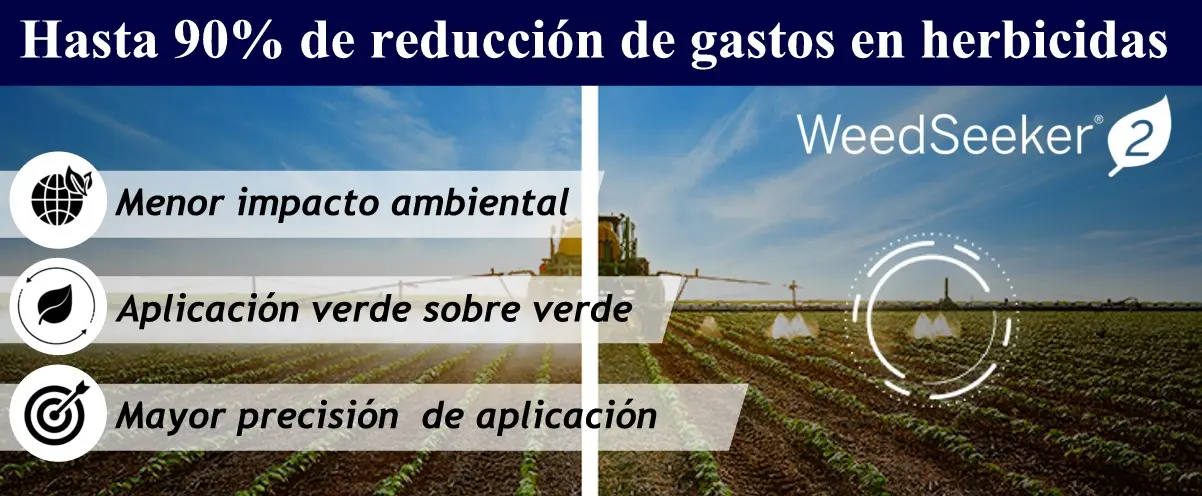 Hasta 90% de reducción de gastos en herbicidas
WeedSeeker® 2
Menor impacto ambiental
Aplicación verde sobre verde
Mayor precisión de aplicación